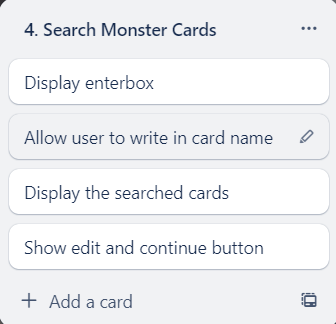 4. Search Monster Cards
Display enterbox
Allow user to write in card name
Display the searched cards
Show edit and continue button
Add a card